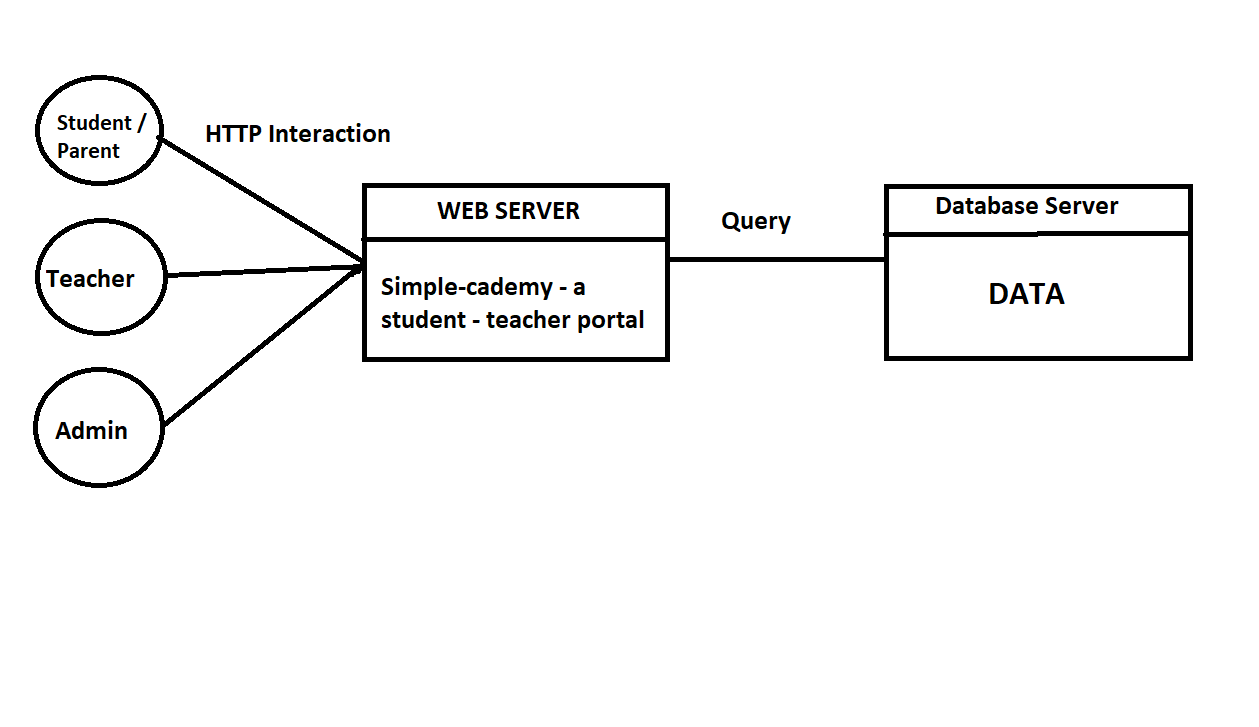 Student /
Parent
HTTP Interaction
Teacher
Admin
WEB SERVER
Simple-cademy - a
student - teacher portal
Query
Database Server
DATA